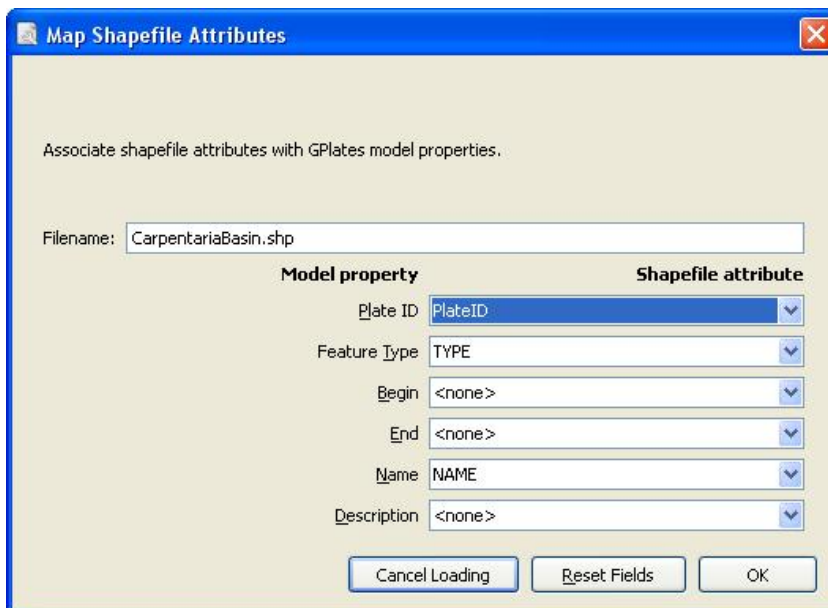 Map Shapefile Attributes
Associate shapefile attributes with GPlates model properties.
Filename: CarpentariaBasin.shp
Model property Shapefile attribute
Plate ID PlateID
Feature Type TYPE
Begin <none>
End <none>
Name NAME
Description <none>
Cancel Loading Reset Fields OK